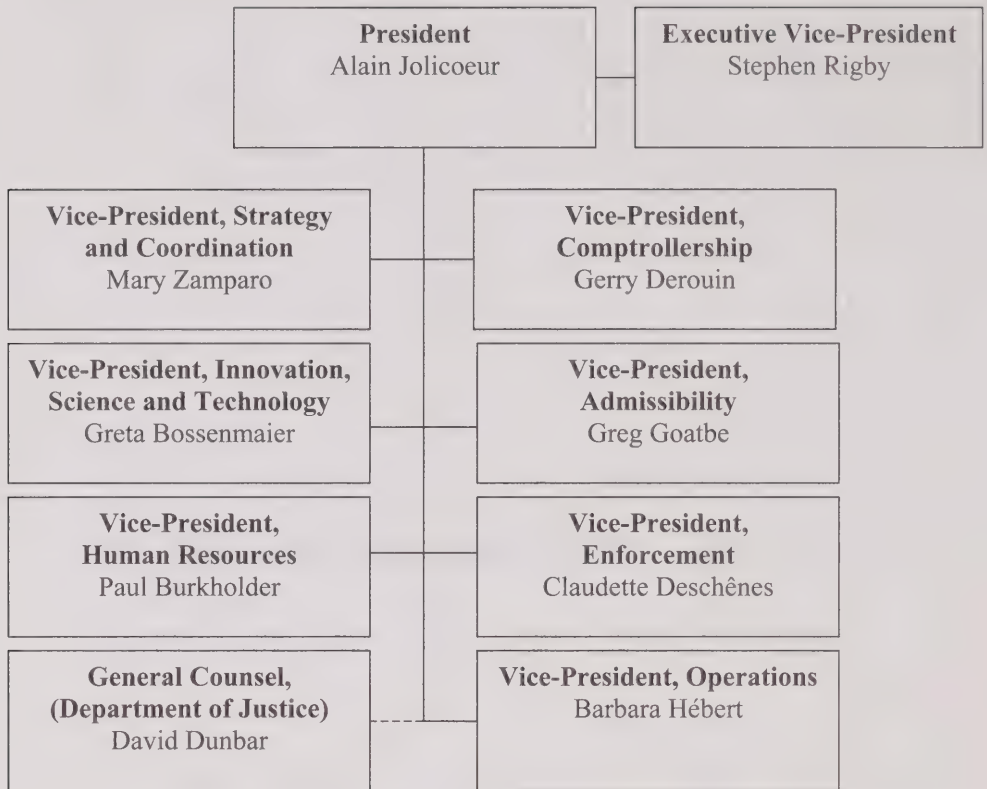 President
Alain Jolicoeur
Executive Vice-President
Stephen Rigby
Vice-President, Strategy
and Coordination
Mary Zamparo
Vice-President,
Comptrollership
Gerry Derouin
Vice-President, Innovation,
Science and Technology
Greta Bossenmaier
Vice-President,
Admissibility
Greg Goatbe
Vice-President,
Human Resources
Paul Burkholder
Vice-President,
Enforcement
Claudette Deschênes
General Counsel,
(Department of Justice)
David Dunbar
Vice-President, Operations
Barbara Hébert